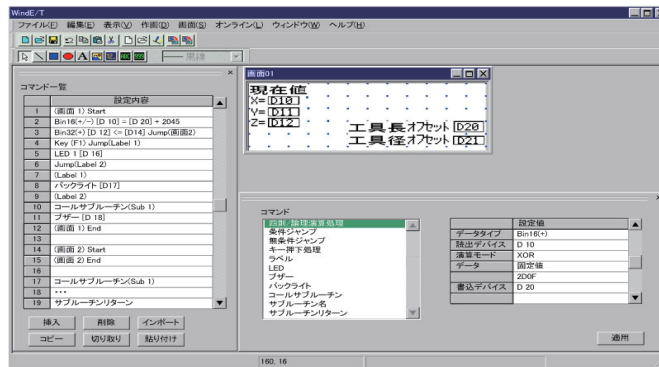 WindE/T
ファイル(F) 編集(E) 表示(V) 作画(D) 画面(S) オンライン(L) ウィンドウ(W) ヘルプ(H)
黒線
コマンド一覧
設定内容
1 (画面 1) Start
2 Bin16(+/-) [D 10] = [D 20] + 2045
3 Bin32(+) [D 12] <= [D14] Jump(画面2)
4 Key (F1) Jump(Label 1)
5 LED 1 [D 16]
6 Jump(Label 2)
7 (Label 1)
8 バックライト [D17]
9 (Label 2)
10 コールサブルーチン(Sub 1)
11 ブザー [D 18]
12 (画面 1) End
13
14 (画面 2) Start
15 (画面 2) End
16
17 コールサブルーチン(Sub 1)
18 ・・・
19 サブルーチンリターン
挿入 削除 インポート
コピー 切り取り 貼り付け
画面01
現在値
X= D10
Y= D11
Z= D12 工具長オフセット D20
工具径オフセット D21
コマンド
四則/論理演算処理
条件ジャンプ
無条件ジャンプ
キー押下処理
ラベル
LED
ブザー
バックライト
コールサブルーチン
サブルーチン名
サブルーチンリターン
設定値
データタイプ Bin16(+)
読出デバイス D 10
演算モード XOR
データ 固定値
2D0F
書込デバイス D 20
適用
160, 16